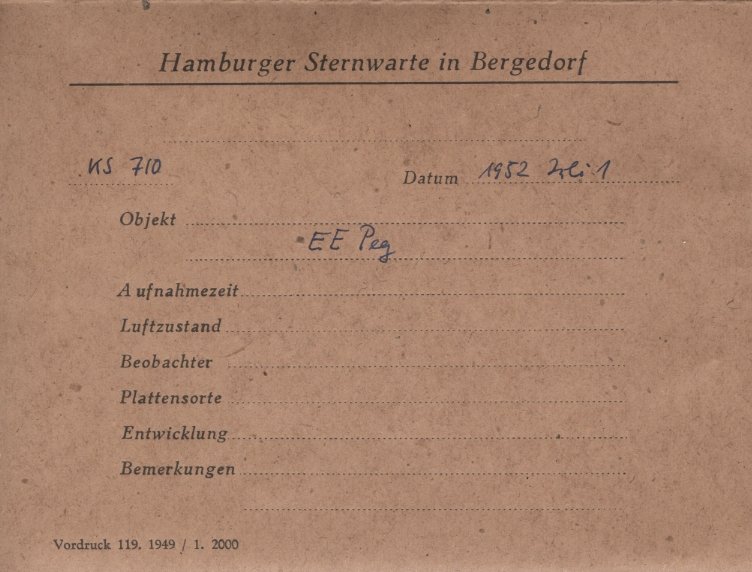 Hamburger Sternwarte in Bergedorf
KS 710 Datum 1952 Juli 1
Objekt
EE Peg
Aufnahmezeit
Luftzustand
Beobachter
Plattensorte
Entwicklung
Bemerkungen
Vordruck 119. 1949 / 1. 2000